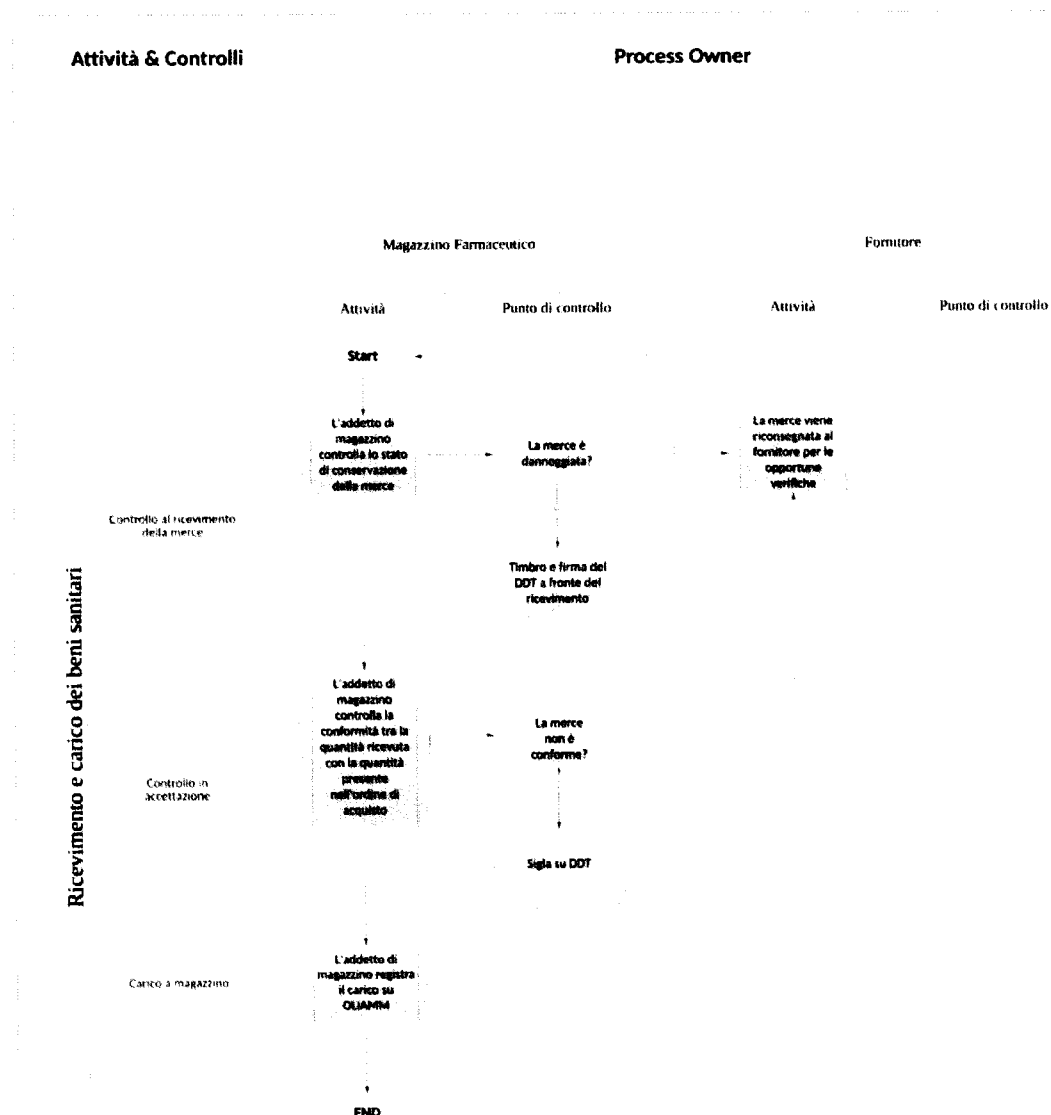 Attività & Controlli
Process Owner
Magazzino Farmaceutico
Fornitore
Attività
Punto di controllo
Attività
Punto di controllo
Start
L'addetto di
magazzino
controlla lo stato
di conservazione
della merce
La merce è
danneggiata?
La merce viene
riconsegnata al
fornitore per le
opportune
verifiche
Controllo al ricevimento
della merce
Timbro e firma del
DDT a fronte del
ricevimento
Ricevimento e carico dei beni sanitari
L'addetto di
magazzino
controlla la
conformità tra la
quantità ricevuta
con la quantità
presente
nell'ordine di
acquisto
La merce
non è
conforme?
Controllo in
accettazione
Sigla su DDT
Carico a magazzino
L'addetto di
magazzino registra
il carico su
OLIAMM
END